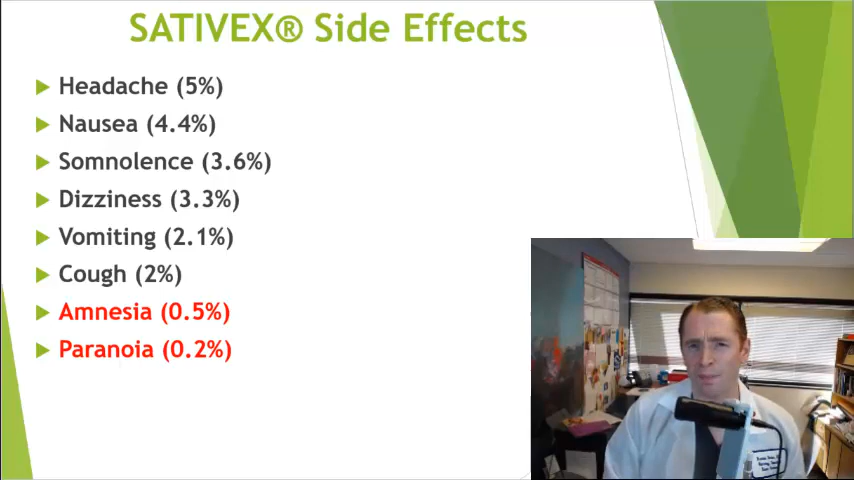 SATIVEX® Side Effects
Headache (5%)
Nausea (4.4%)
Somnolence (3.6%)
Dizziness (3.3%)
Vomiting (2.1%)
Cough (2%)
Amnesia (0.5%)
Paranoia (0.2%)